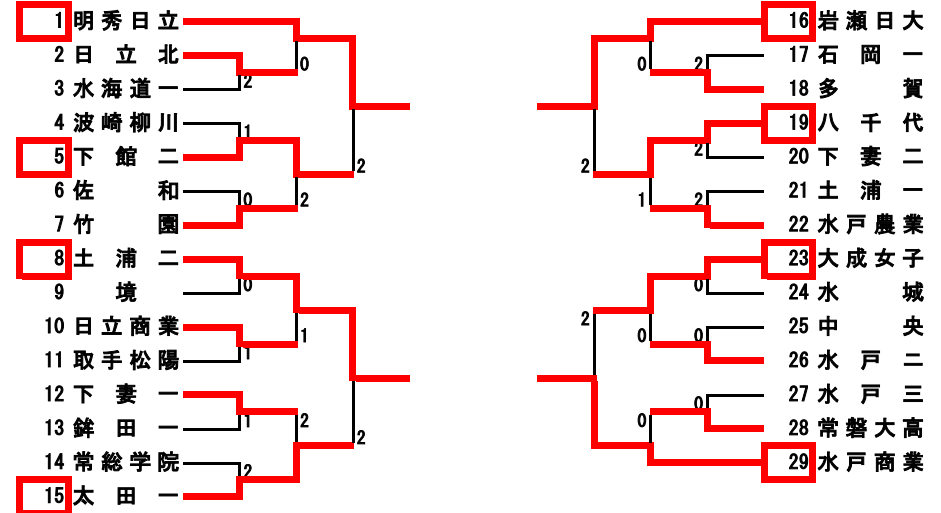 1 明秀日立
2 日立北
3 水海道一
4 波崎柳川
5 下館二
6 佐和
7 竹園
8 土浦二
9 境
10 日立商業
11 取手松陽
12 下妻一
13 鉾田一
14 常総学院
15 太田一
0
2
1
2
0
2
0
1
1
2
1
2
2
2
16 岩瀬日大
17 石岡一
18 多賀
19 八千代
20 下妻二
21 土浦一
22 水戸農業
23 大成女子
24 水城
25 中央
26 水戸二
27 水戸三
28 常磐大高
29 水戸商業
0
2
2
2
1
2
0
2
0
0
0
0